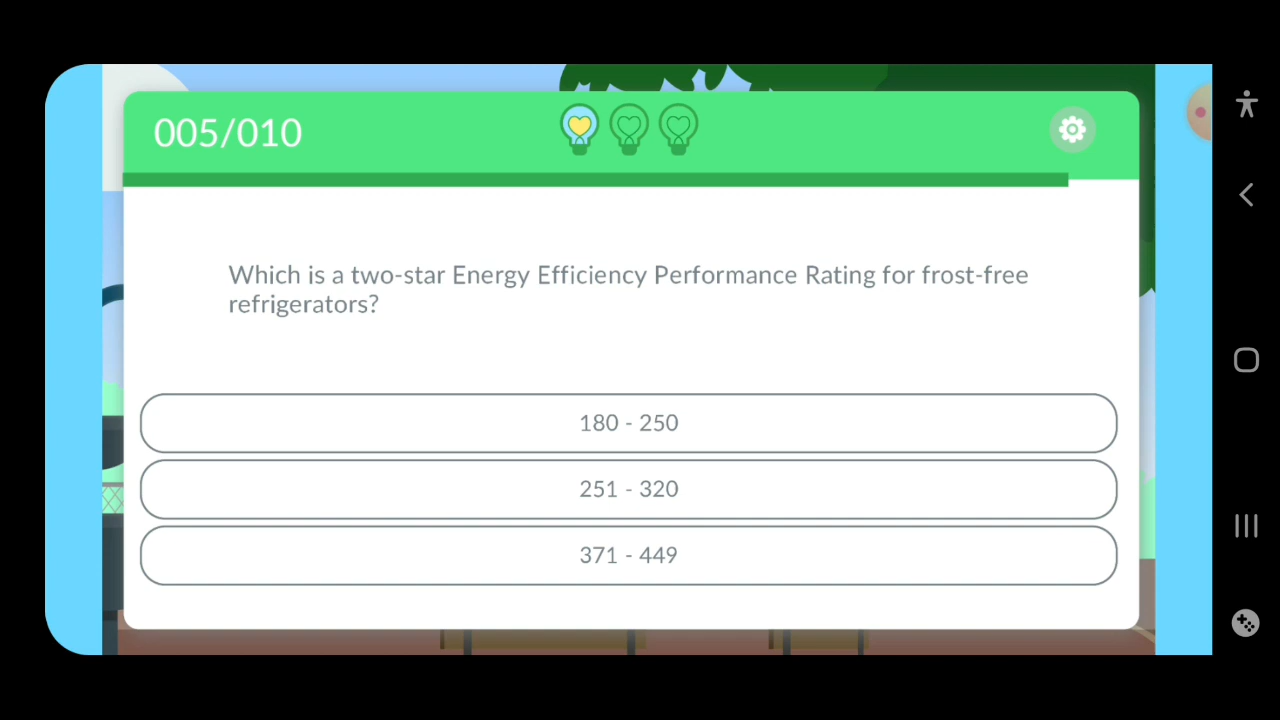 005/010
Which is a two-star Energy Efficiency Performance Rating for frost-free
refrigerators?
180 - 250
251 - 320
371 - 449